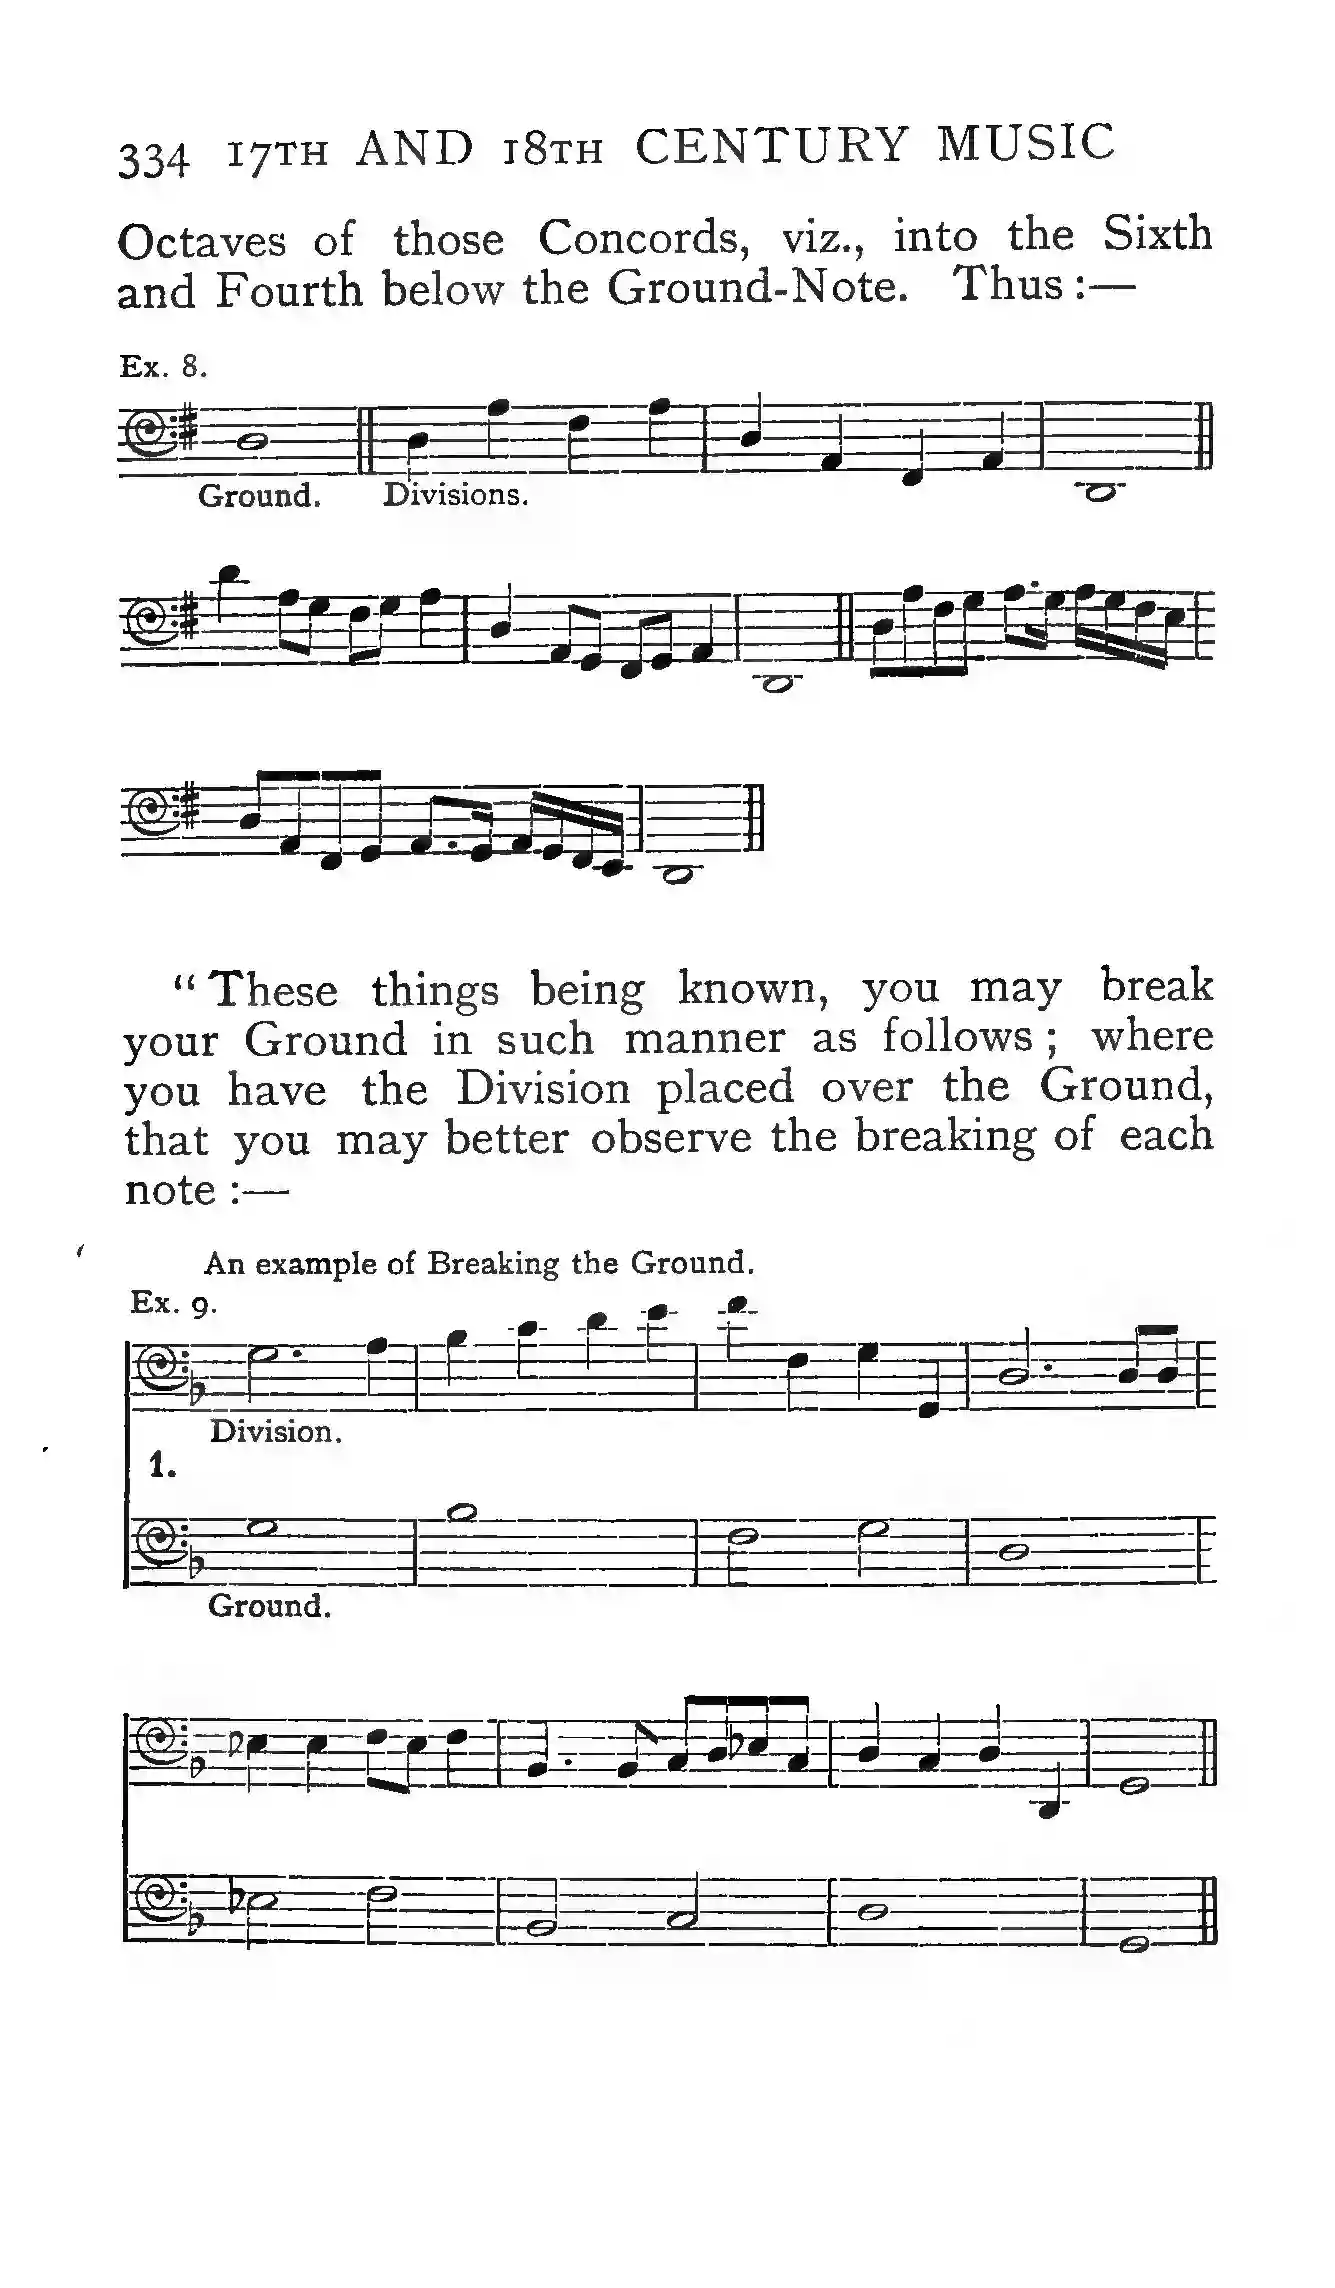 334 17TH AND 18TH CENTURY MUSIC
Octaves of those Concords, viz., into the Sixth
and Fourth below the Ground-Note. Thus :—
Ex. 8.
Ground. Divisions.
“ These things being known, you may break
your Ground in such manner as follows ; where
you have the Division placed over the Ground,
that you may better observe the breaking of each
note :—
An example of Breaking the Ground.
Ex. 9.
Division.
1.
Ground.